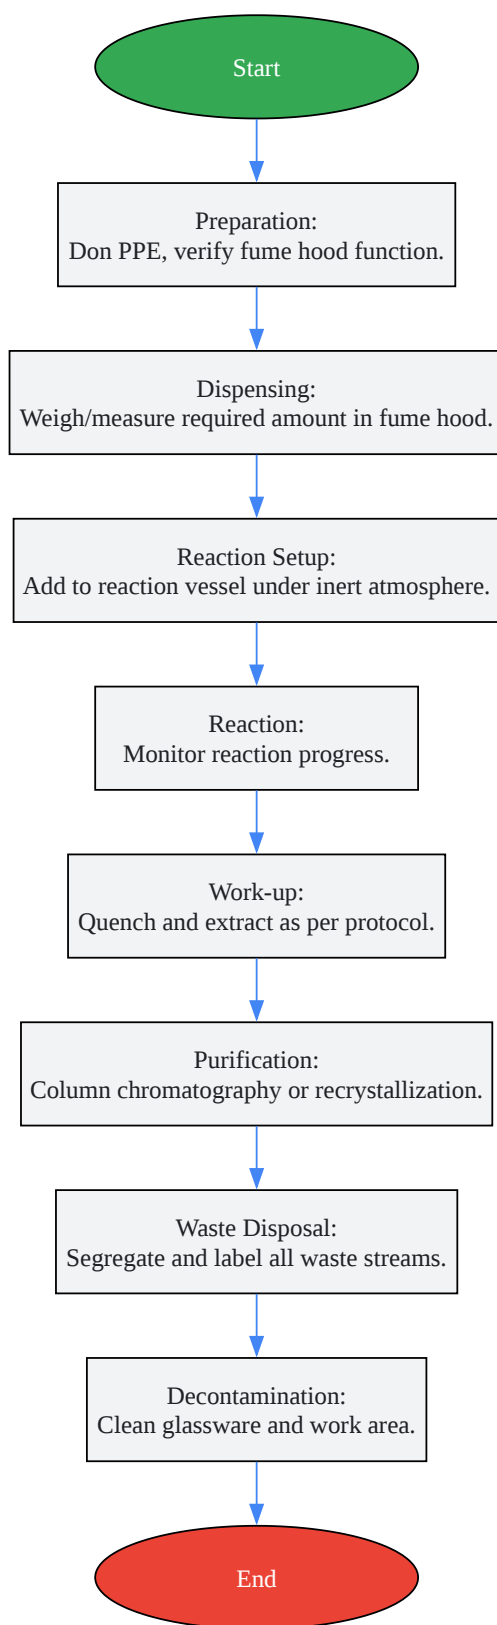 Start
Preparation:
Don PPE, verify fume hood function.
Dispensing:
Weigh/measure required amount in fume hood.
Reaction Setup:
Add to reaction vessel under inert atmosphere.
Reaction:
Monitor reaction progress.
Work-up:
Quench and extract as per protocol.
Purification:
Column chromatography or recrystallization.
Waste Disposal:
Segregate and label all waste streams.
Decontamination:
Clean glassware and work area.
End